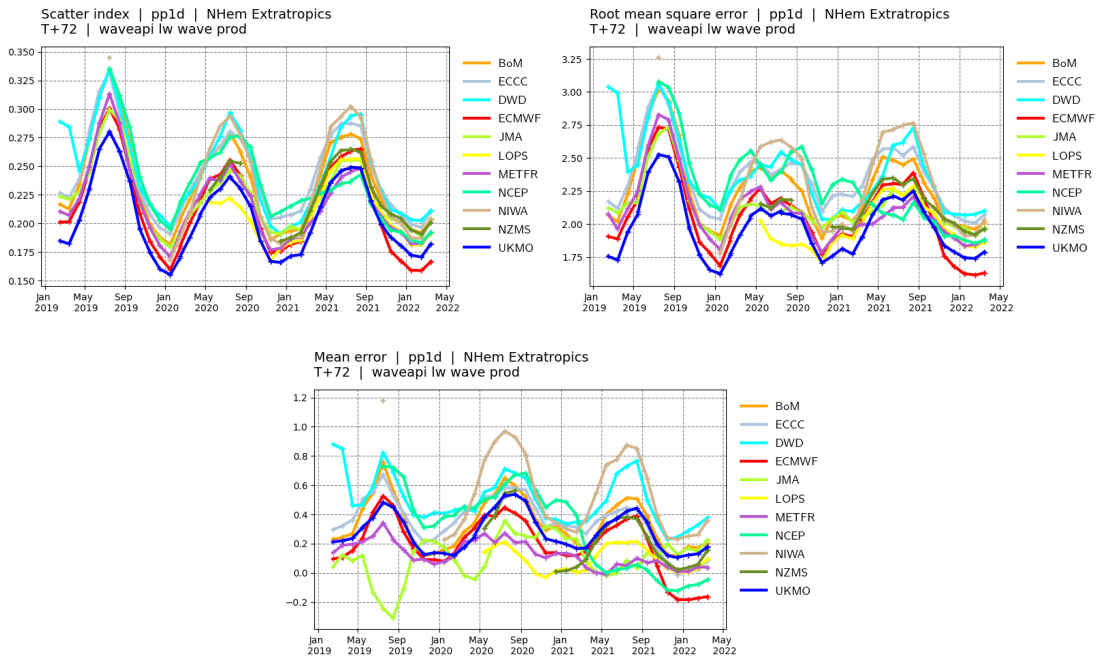 Scatter index | pp1d | NHem Extratropics
T+72 | waveapi lw wave prod
0.350
0.325
0.300
0.275
0.250
0.225
0.200
0.175
0.150
Jan 2019
May 2019
Sep 2019
Jan 2020
May 2020
Sep 2020
Jan 2021
May 2021
Sep 2021
Jan 2022
May 2022
BoM
ECCC
DWD
ECMWF
JMA
LOPS
METFR
NCEP
NIWA
NZMS
UKMO
Root mean square error | pp1d | NHem Extratropics
T+72 | waveapi lw wave prod
3.25
3.00
2.75
2.50
2.25
2.00
1.75
Jan 2019
May 2019
Sep 2019
Jan 2020
May 2020
Sep 2020
Jan 2021
May 2021
Sep 2021
Jan 2022
May 2022
BoM
ECCC
DWD
ECMWF
JMA
LOPS
METFR
NCEP
NIWA
NZMS
UKMO
Mean error | pp1d | NHem Extratropics
T+72 | waveapi lw wave prod
1.2
1.0
0.8
0.6
0.4
0.2
0.0
−0.2
Jan 2019
May 2019
Sep 2019
Jan 2020
May 2020
Sep 2020
Jan 2021
May 2021
Sep 2021
Jan 2022
May 2022
BoM
ECCC
DWD
ECMWF
JMA
LOPS
METFR
NCEP
NIWA
NZMS
UKMO